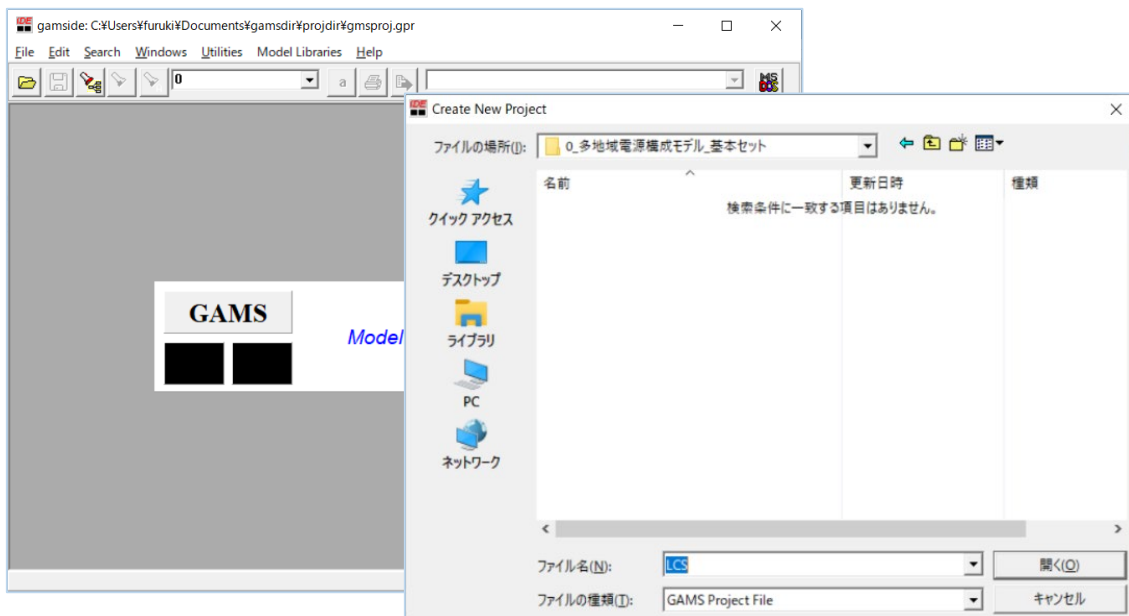 gamside: C:¥Users¥furuki¥Documents¥gamsdir¥projdir¥gmsproj.gpr
File Edit Search Windows Utilities Model Libraries Help
0
a
MS DOS
IDE Create New Project
ファイルの場所(I): 0_多地域電源構成モデル_基本セット
名前 更新日時 種類
検索条件に一致する項目はありません。
クイック アクセス
デスクトップ
ライブラリ
PC
ネットワーク
GAMS
Model
ファイル名(N): LCS 開く(O)
ファイルの種類(T): GAMS Project File キャンセル